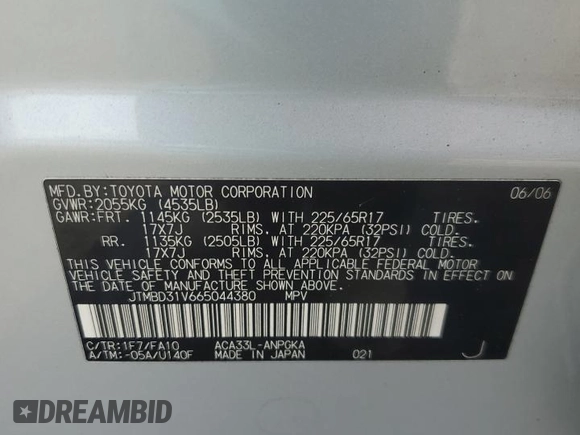 MFD.BY:TOYOTA MOTOR CORPORATION 06/06
GVWR:2055KG (4535LB)
GAWR:FRT. 1145KG (2535LB) WITH 225/65R17 TIRES.
17X7J RIMS, AT 220KPA (32PSI) COLD.
RR. 1135KG (2505LB) WITH 225/65R17 TIRES.
17X7J RIMS, AT 220KPA (32PSI) COLD.
THIS VEHICLE CONFORMS TO ALL APPLICABLE FEDERAL MOTOR
VEHICLE SAFETY AND THEFT PREVENTION STANDARDS IN EFFECT ON
THE DATE OF MANUFACTURE SHOWN ABOVE.
JTMBD31V665044380 MPV
C/TR:1F7/FA10 ACA33L-ANPGKA
A/TM:-05A/U140F MADE IN JAPAN 021 J
DREAMBID